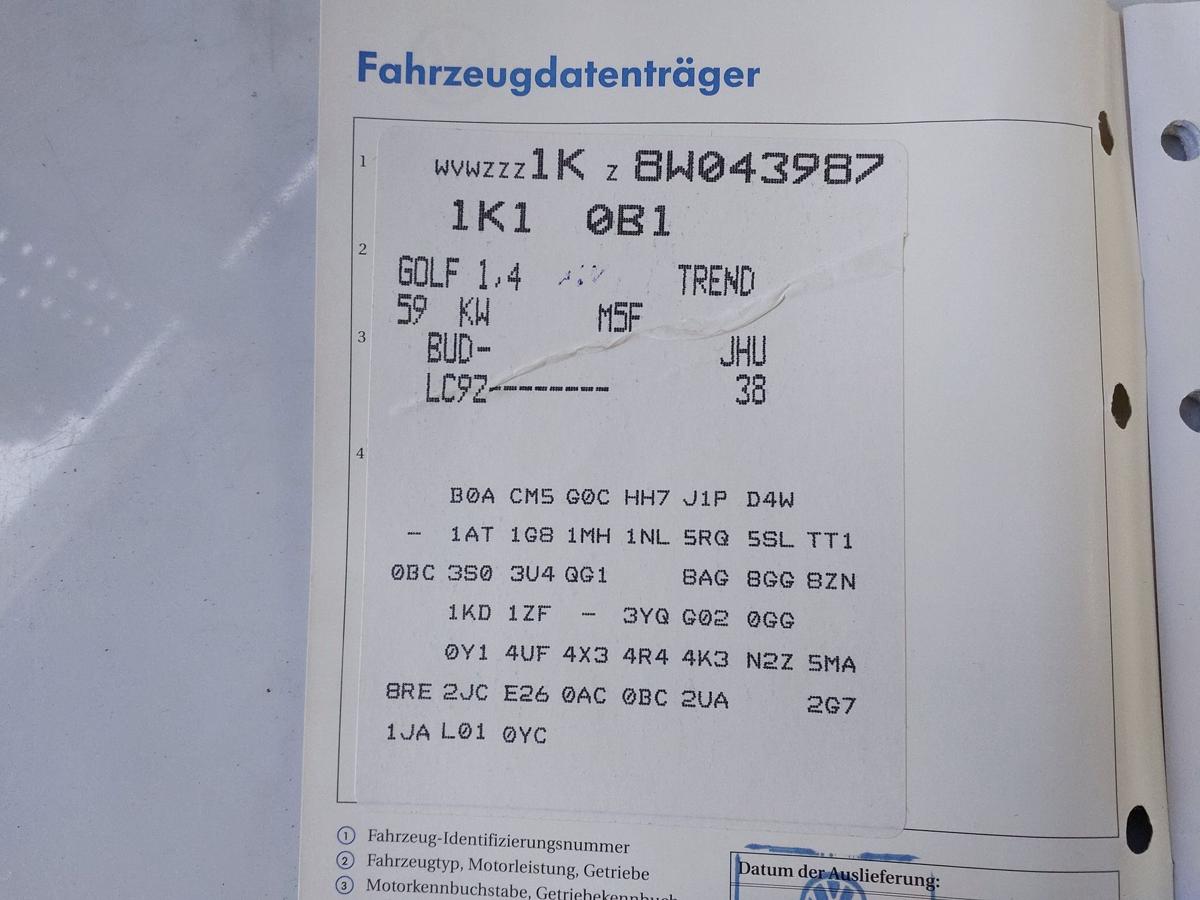 Fahrzeugdatenträger
1 WVWZZZ1K Z 8W043987
1K1 0B1
2
GOLF 1,4 TREND
59 KW M5F
3
BUD- JHU
LC9Z-------- 38
4
B0A CM5 G0C HH7 J1P D4W
- 1AT 1G8 1MH 1NL 5RQ 5SL TT1
0BC 3S0 3U4 QG1 8AG 8GG 8ZN
1KD 1ZF - 3YQ G02 0GG
0Y1 4UF 4X3 4R4 4K3 N2Z 5MA
8RE 2JC E26 0AC 0BC 2UA 2G7
1JA L01 0YC
① Fahrzeug-Identifizierungsnummer
② Fahrzeugtyp, Motorleistung, Getriebe
③ Motorkennbuchstabe, Getriebekennbuch
Datum der Auslieferung: